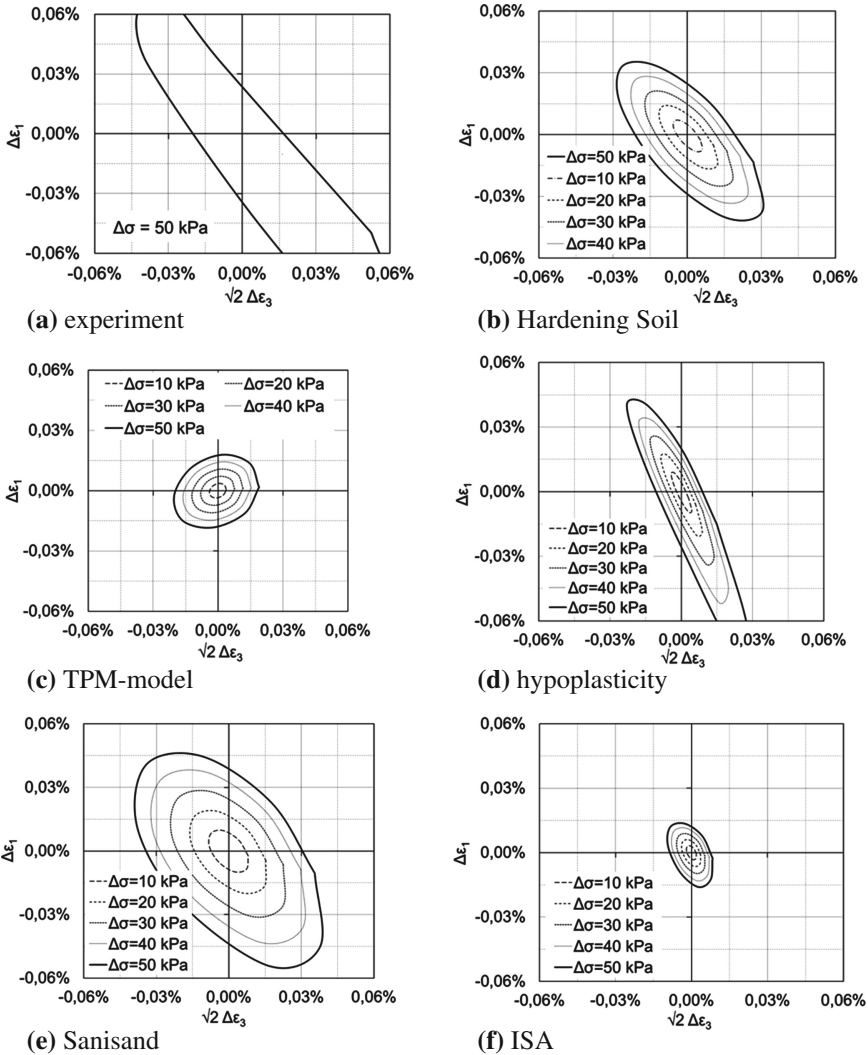 0,06%
0,03%
0,00%
-0,03%
-0,06%
Δε₁
Δσ = 50 kPa
-0,06% -0,03% 0,00% 0,03% 0,06%
√2 Δε₃
(a) experiment
0,06%
0,03%
0,00%
-0,03%
-0,06%
Δε₁
Δσ=50 kPa
Δσ=10 kPa
Δσ=20 kPa
Δσ=30 kPa
Δσ=40 kPa
-0,06% -0,03% 0,00% 0,03% 0,06%
√2 Δε₃
(b) Hardening Soil
0,06%
0,03%
0,00%
-0,03%
-0,06%
Δε₁
Δσ=10 kPa Δσ=20 kPa
Δσ=30 kPa Δσ=40 kPa
Δσ=50 kPa
-0,06% -0,03% 0,00% 0,03% 0,06%
√2 Δε₃
(c) TPM-model
0,06%
0,03%
0,00%
-0,03%
-0,06%
Δε₁
Δσ=10 kPa
Δσ=20 kPa
Δσ=30 kPa
Δσ=40 kPa
Δσ=50 kPa
-0,06% -0,03% 0,00% 0,03% 0,06%
√2 Δε₃
(d) hypoplasticity
0,06%
0,03%
0,00%
-0,03%
-0,06%
Δε₁
Δσ=10 kPa
Δσ=20 kPa
Δσ=30 kPa
Δσ=40 kPa
Δσ=50 kPa
-0,06% -0,03% 0,00% 0,03% 0,06%
√2 Δε₃
(e) Sanisand
0,06%
0,03%
0,00%
-0,03%
-0,06%
Δε₁
Δσ=10 kPa
Δσ=20 kPa
Δσ=30 kPa
Δσ=40 kPa
Δσ=50 kPa
-0,06% -0,03% 0,00% 0,03% 0,06%
√2 Δε₃
(f) ISA